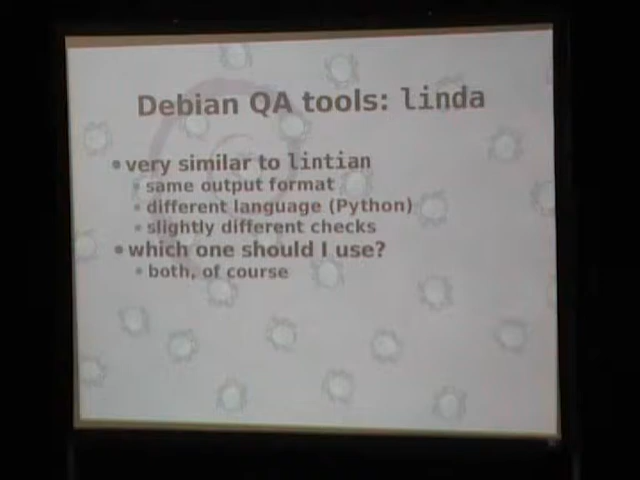 Debian QA tools: linda
• very similar to lintian
• same output format
• different language (Python)
• slightly different checks
• which one should I use?
• both, of course